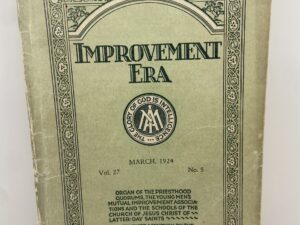 IMPROVEMENT
ERA
THE GLORY OF GOD IS INTELLIGENCE
MIA
MARCH, 1924
Vol. 27 No. 5
ORGAN OF THE PRIESTHOOD
QUORUMS, THE YOUNG MEN'S
MUTUAL IMPROVEMENT ASSOCIA-
TIONS AND THE SCHOOLS OF THE
CHURCH OF JESUS CHRIST OF
LATTER-DAY SAINTS